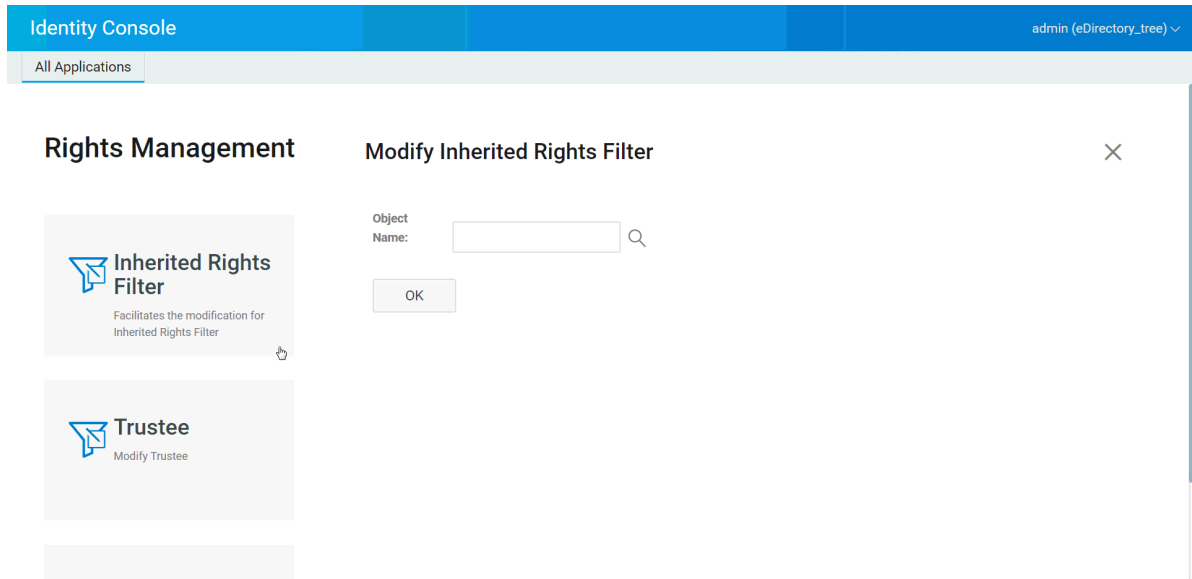 Identity Console
admin (eDirectory_tree)
All Applications
Rights Management
Inherited Rights
Filter
Facilitates the modification for
Inherited Rights Filter
Trustee
Modify Trustee
Modify Inherited Rights Filter
Object
Name:
OK